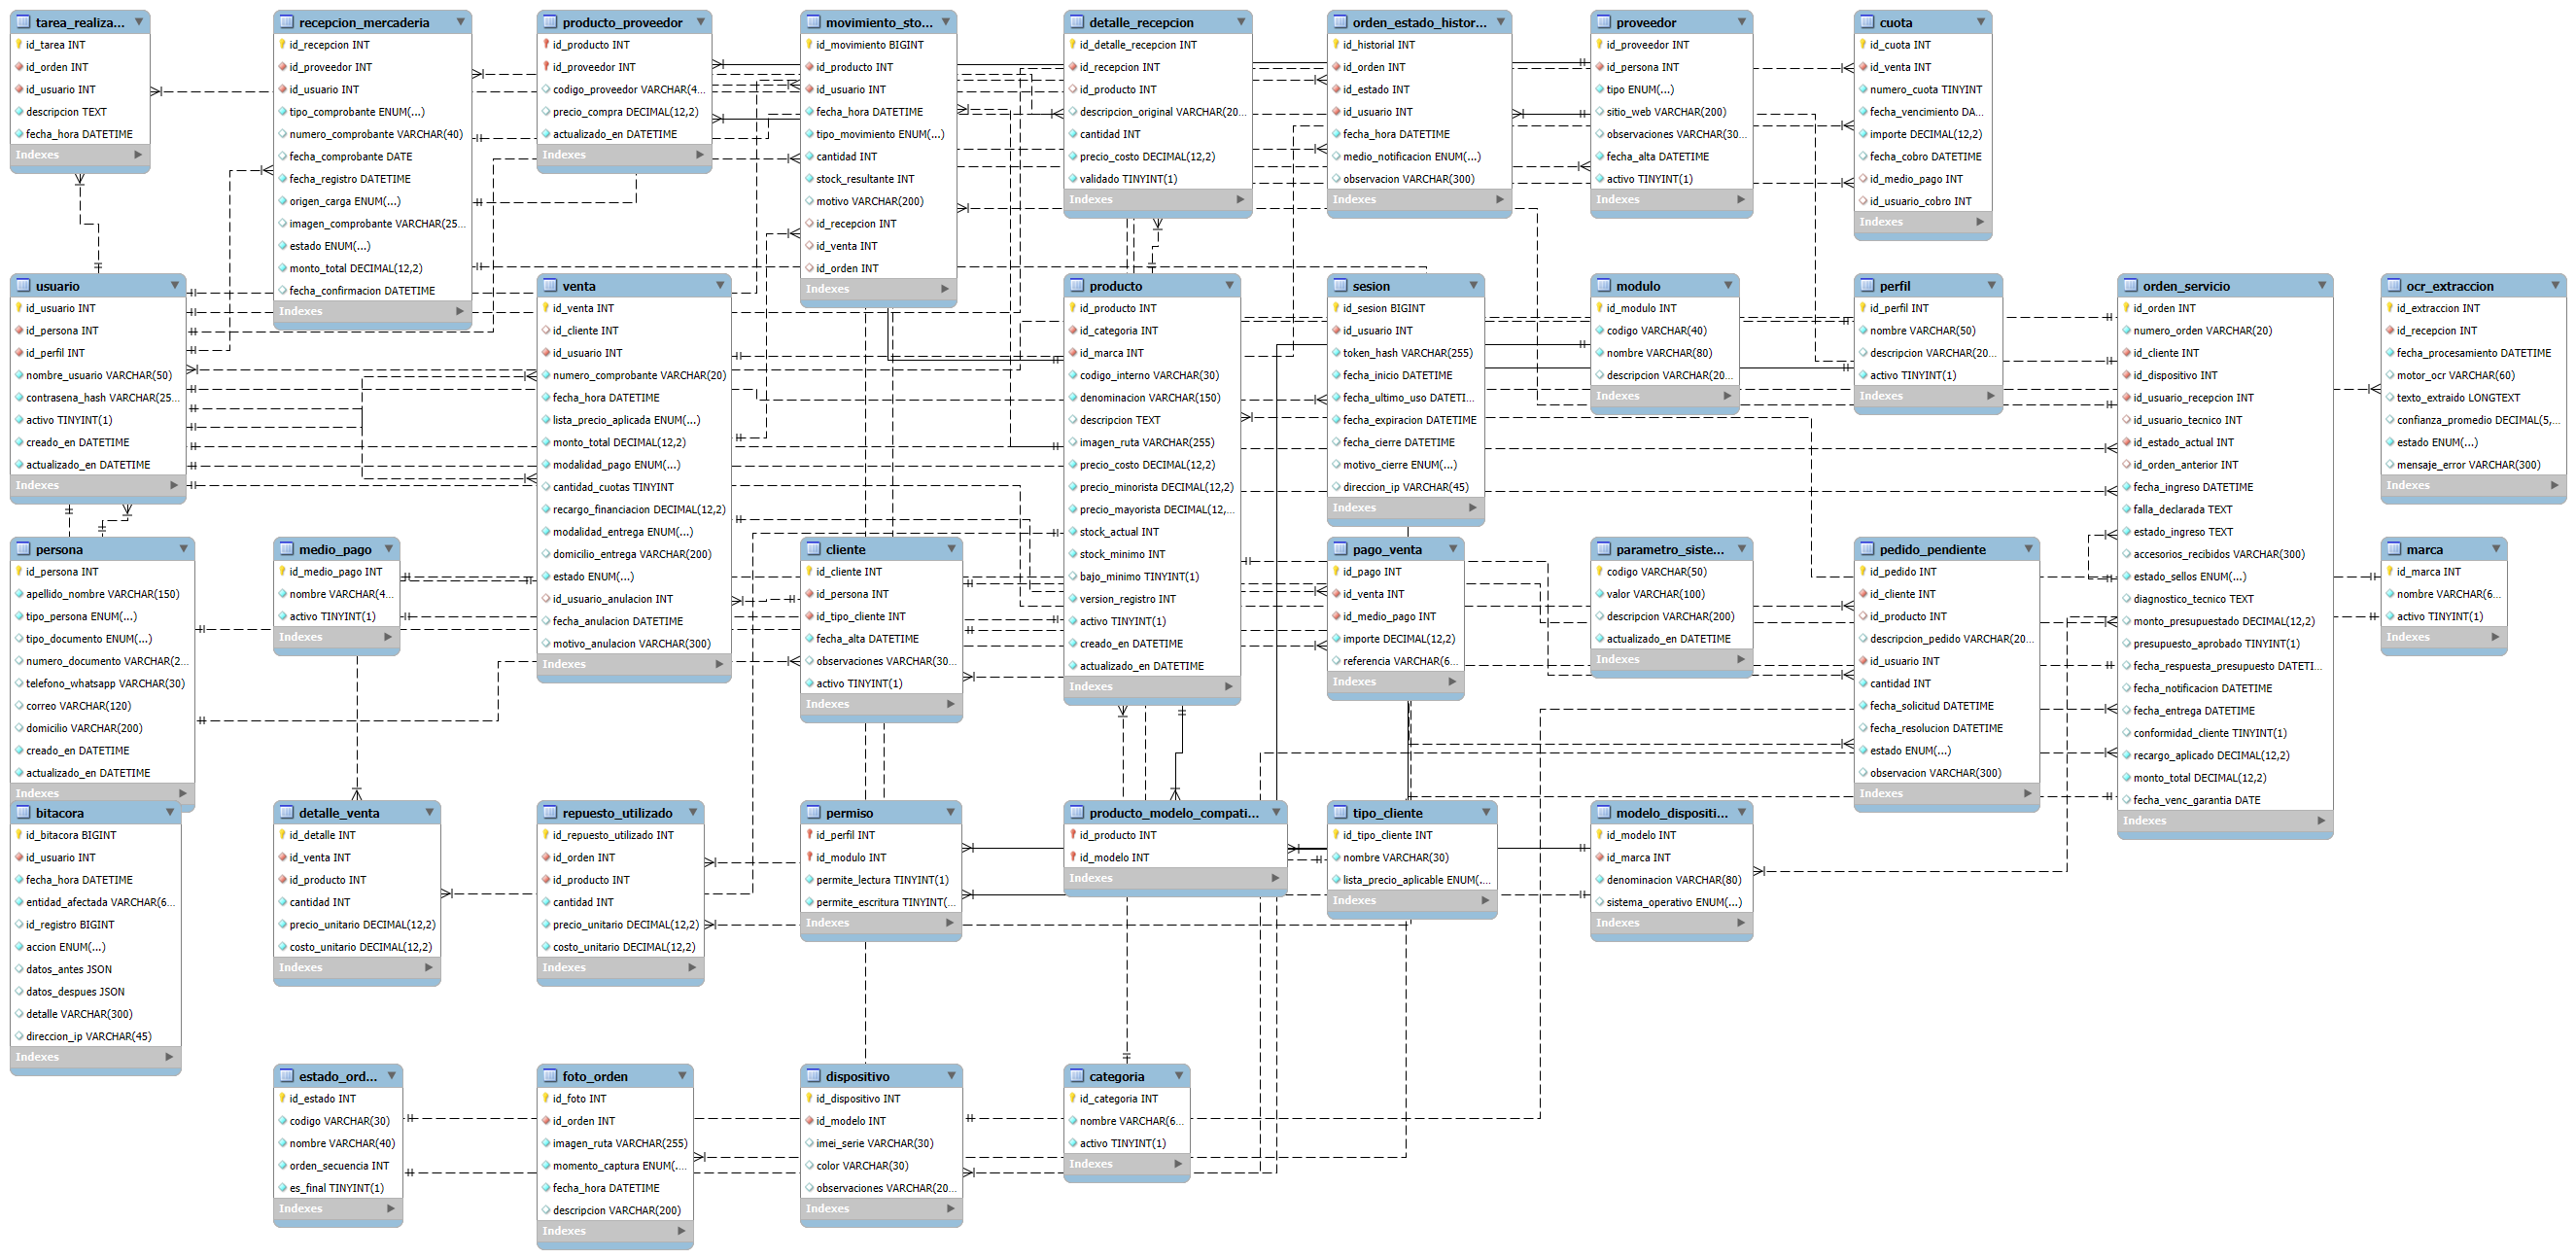 tarea_realiza...
id_tarea INT
id_orden INT
id_usuario INT
descripcion TEXT
fecha_hora DATETIME
Indexes
recepcion_mercaderia
id_recepcion INT
id_proveedor INT
id_usuario INT
tipo_comprobante ENUM(...)
numero_comprobante VARCHAR(40)
fecha_comprobante DATE
fecha_registro DATETIME
origen_carga ENUM(...)
imagen_comprobante VARCHAR(25...
estado ENUM(...)
monto_total DECIMAL(12,2)
fecha_confirmacion DATETIME
Indexes
producto_proveedor
id_producto INT
id_proveedor INT
codigo_proveedor VARCHAR(4...
precio_compra DECIMAL(12,2)
actualizado_en DATETIME
Indexes
movimiento_sto...
id_movimiento BIGINT
id_producto INT
id_usuario INT
fecha_hora DATETIME
tipo_movimiento ENUM(...)
cantidad INT
stock_resultante INT
motivo VARCHAR(200)
id_recepcion INT
id_venta INT
id_orden INT
Indexes
detalle_recepcion
id_detalle_recepcion INT
id_recepcion INT
id_producto INT
descripcion_original VARCHAR(20...
cantidad INT
precio_costo DECIMAL(12,2)
validado TINYINT(1)
Indexes
orden_estado_histor...
id_historial INT
id_orden INT
id_estado INT
id_usuario INT
fecha_hora DATETIME
medio_notificacion ENUM(...)
observacion VARCHAR(300)
Indexes
proveedor
id_proveedor INT
id_persona INT
tipo ENUM(...)
sitio_web VARCHAR(200)
observaciones VARCHAR(30...
fecha_alta DATETIME
activo TINYINT(1)
Indexes
cuota
id_cuota INT
id_venta INT
numero_cuota TINYINT
fecha_vencimiento DA...
importe DECIMAL(12,2)
fecha_cobro DATETIME
id_medio_pago INT
id_usuario_cobro INT
Indexes
usuario
id_usuario INT
id_persona INT
id_perfil INT
nombre_usuario VARCHAR(50)
contrasena_hash VARCHAR(25...
activo TINYINT(1)
creado_en DATETIME
actualizado_en DATETIME
Indexes
venta
id_venta INT
id_cliente INT
id_usuario INT
numero_comprobante VARCHAR(20)
fecha_hora DATETIME
lista_precio_aplicada ENUM(...)
monto_total DECIMAL(12,2)
modalidad_pago ENUM(...)
cantidad_cuotas TINYINT
recargo_financiacion DECIMAL(12,2)
modalidad_entrega ENUM(...)
domicilio_entrega VARCHAR(200)
estado ENUM(...)
id_usuario_anulacion INT
fecha_anulacion DATETIME
motivo_anulacion VARCHAR(300)
Indexes
producto
id_producto INT
id_categoria INT
id_marca INT
codigo_interno VARCHAR(30)
denominacion VARCHAR(150)
descripcion TEXT
imagen_ruta VARCHAR(255)
precio_costo DECIMAL(12,2)
precio_minorista DECIMAL(12,2)
precio_mayorista DECIMAL(12,...
stock_actual INT
stock_minimo INT
bajo_minimo TINYINT(1)
version_registro INT
activo TINYINT(1)
creado_en DATETIME
actualizado_en DATETIME
Indexes
sesion
id_sesion BIGINT
id_usuario INT
token_hash VARCHAR(255)
fecha_inicio DATETIME
fecha_ultimo_uso DATETI...
fecha_expiracion DATETIME
fecha_cierre DATETIME
motivo_cierre ENUM(...)
direccion_ip VARCHAR(45)
Indexes
modulo
id_modulo INT
codigo VARCHAR(40)
nombre VARCHAR(80)
descripcion VARCHAR(20...
Indexes
perfil
id_perfil INT
nombre VARCHAR(50)
descripcion VARCHAR(20...
activo TINYINT(1)
Indexes
orden_servicio
id_orden INT
numero_orden VARCHAR(20)
id_cliente INT
id_dispositivo INT
id_usuario_recepcion INT
id_usuario_tecnico INT
id_estado_actual INT
id_orden_anterior INT
fecha_ingreso DATETIME
falla_declarada TEXT
estado_ingreso TEXT
accesorios_recibidos VARCHAR(300)
estado_sellos ENUM(...)
diagnostico_tecnico TEXT
monto_presupuestado DECIMAL(12,2)
presupuesto_aprobado TINYINT(1)
fecha_respuesta_presupuesto DATETI...
fecha_notificacion DATETIME
fecha_entrega DATETIME
conformidad_cliente TINYINT(1)
recargo_aplicado DECIMAL(12,2)
monto_total DECIMAL(12,2)
fecha_venc_garantia DATE
Indexes
ocr_extraccion
id_extraccion INT
id_recepcion INT
fecha_procesamiento DATETIME
motor_ocr VARCHAR(60)
texto_extraido LONGTEXT
confianza_promedio DECIMAL(5,...
estado ENUM(...)
mensaje_error VARCHAR(300)
Indexes
persona
id_persona INT
apellido_nombre VARCHAR(150)
tipo_persona ENUM(...)
tipo_documento ENUM(...)
numero_documento VARCHAR(2...
telefono_whatsapp VARCHAR(30)
correo VARCHAR(120)
domicilio VARCHAR(200)
creado_en DATETIME
actualizado_en DATETIME
Indexes
medio_pago
id_medio_pago INT
nombre VARCHAR(4...
activo TINYINT(1)
Indexes
cliente
id_cliente INT
id_persona INT
id_tipo_cliente INT
fecha_alta DATETIME
observaciones VARCHAR(30...
activo TINYINT(1)
Indexes
pago_venta
id_pago INT
id_venta INT
id_medio_pago INT
importe DECIMAL(12,2)
referencia VARCHAR(6...
Indexes
parametro_siste...
codigo VARCHAR(50)
valor VARCHAR(100)
descripcion VARCHAR(200)
actualizado_en DATETIME
Indexes
pedido_pendiente
id_pedido INT
id_cliente INT
id_producto INT
descripcion_pedido VARCHAR(20...
id_usuario INT
cantidad INT
fecha_solicitud DATETIME
fecha_resolucion DATETIME
estado ENUM(...)
observacion VARCHAR(300)
Indexes
marca
id_marca INT
nombre VARCHAR(6...
activo TINYINT(1)
Indexes
bitacora
id_bitacora BIGINT
id_usuario INT
fecha_hora DATETIME
entidad_afectada VARCHAR(6...
id_registro BIGINT
accion ENUM(...)
datos_antes JSON
datos_despues JSON
detalle VARCHAR(300)
direccion_ip VARCHAR(45)
Indexes
detalle_venta
id_detalle INT
id_venta INT
id_producto INT
cantidad INT
precio_unitario DECIMAL(12,2)
costo_unitario DECIMAL(12,2)
Indexes
repuesto_utilizado
id_repuesto_utilizado INT
id_orden INT
id_producto INT
cantidad INT
precio_unitario DECIMAL(12,2)
costo_unitario DECIMAL(12,2)
Indexes
permiso
id_perfil INT
id_modulo INT
permite_lectura TINYINT(1)
permite_escritura TINYINT(...
Indexes
producto_modelo_compati...
id_producto INT
id_modelo INT
Indexes
tipo_cliente
id_tipo_cliente INT
nombre VARCHAR(30)
lista_precio_aplicable ENUM(....
Indexes
modelo_dispositi...
id_modelo INT
id_marca INT
denominacion VARCHAR(80)
sistema_operativo ENUM(...)
Indexes
estado_ord...
id_estado INT
codigo VARCHAR(30)
nombre VARCHAR(40)
orden_secuencia INT
es_final TINYINT(1)
Indexes
foto_orden
id_foto INT
id_orden INT
imagen_ruta VARCHAR(255)
momento_captura ENUM(....
fecha_hora DATETIME
descripcion VARCHAR(200)
Indexes
dispositivo
id_dispositivo INT
id_modelo INT
imei_serie VARCHAR(30)
color VARCHAR(30)
observaciones VARCHAR(20...
Indexes
categoria
id_categoria INT
nombre VARCHAR(6...
activo TINYINT(1)
Indexes